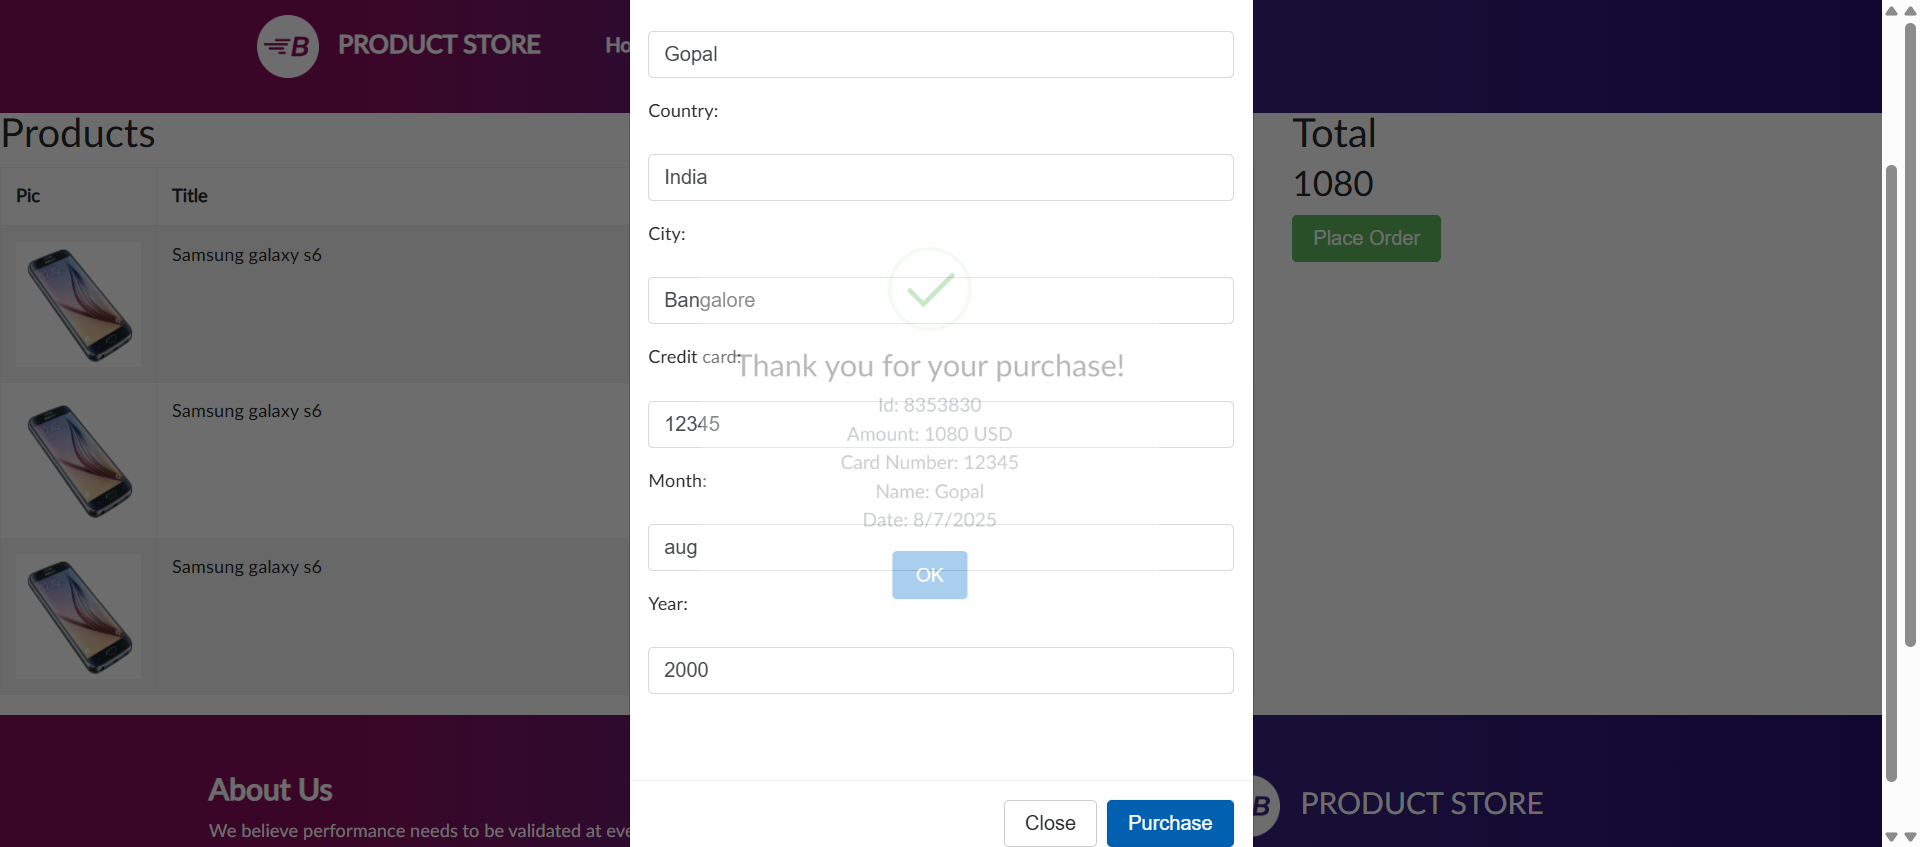 B PRODUCT STORE Ho
Products
Pic Title
Samsung galaxy s6
Samsung galaxy s6
Samsung galaxy s6
Gopal
Country:
India
City:
Bangalore
Credit card:
12345
Month:
aug
Year:
2000
Thank you for your purchase!
Id: 8353830
Amount: 1080 USD
Card Number: 12345
Name: Gopal
Date: 8/7/2025
OK
Close Purchase
Total
1080
Place Order
About Us
We believe performance needs to be validated at eve
B PRODUCT STORE